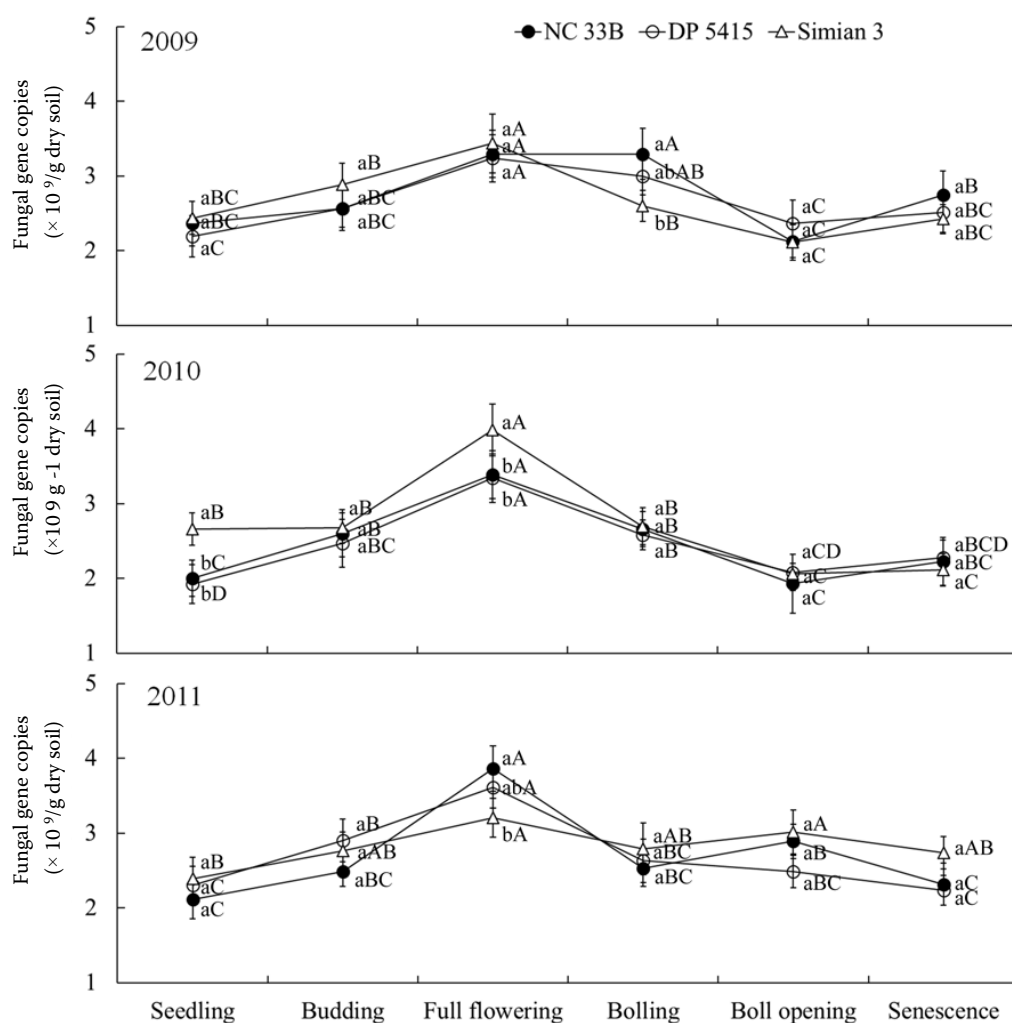 5
2009
NC 33B DP 5415 Simian 3
4
3
2
1
Fungal gene copies
(× 10 ⁹/g dry soil)
aBC
aBC
aC
aB
aBC
aBC
aA
aA
aA
aA
abAB
bB
aC
aC
aC
aB
aBC
aBC
5
2010
4
3
2
1
Fungal gene copies
(×10 9 g -1 dry soil)
aB
bC
bD
aB
aB
aBC
aA
bA
bA
aB
aB
aB
aCD
aC
aC
aBCD
aBC
aC
5
2011
4
3
2
1
Fungal gene copies
(× 10 ⁹/g dry soil)
aB
aC
aC
aB
aAB
aBC
aA
abA
bA
aAB
aBC
aBC
aA
aB
aBC
aAB
aC
aC
Seedling Budding Full flowering Bolling Boll opening Senescence